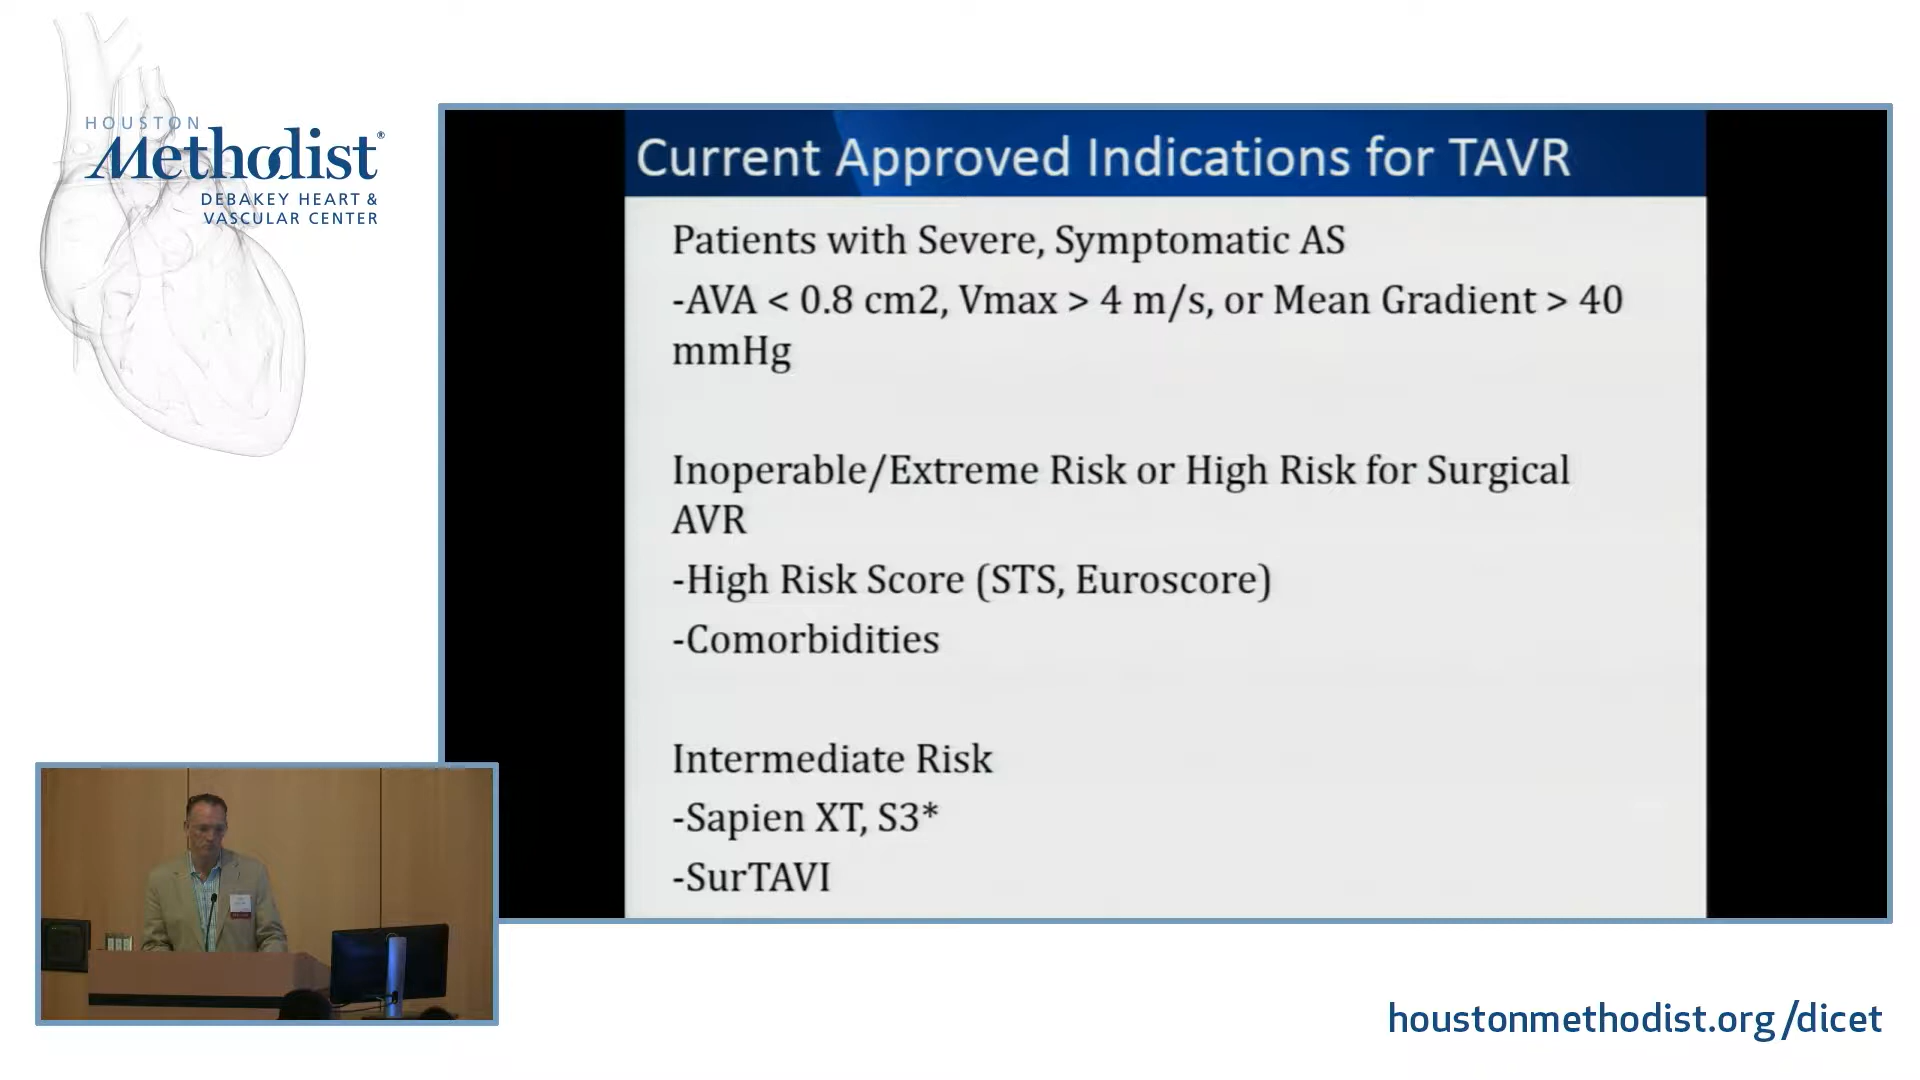 HOUSTON
Methodist®
DEBAKEY HEART &
VASCULAR CENTER
Current Approved Indications for TAVR
Patients with Severe, Symptomatic AS
-AVA < 0.8 cm2, Vmax > 4 m/s, or Mean Gradient > 40
mmHg
Inoperable/Extreme Risk or High Risk for Surgical
AVR
-High Risk Score (STS, Euroscore)
-Comorbidities
Intermediate Risk
-Sapien XT, S3*
-SurTAVI
houstonmethodist.org/dicet